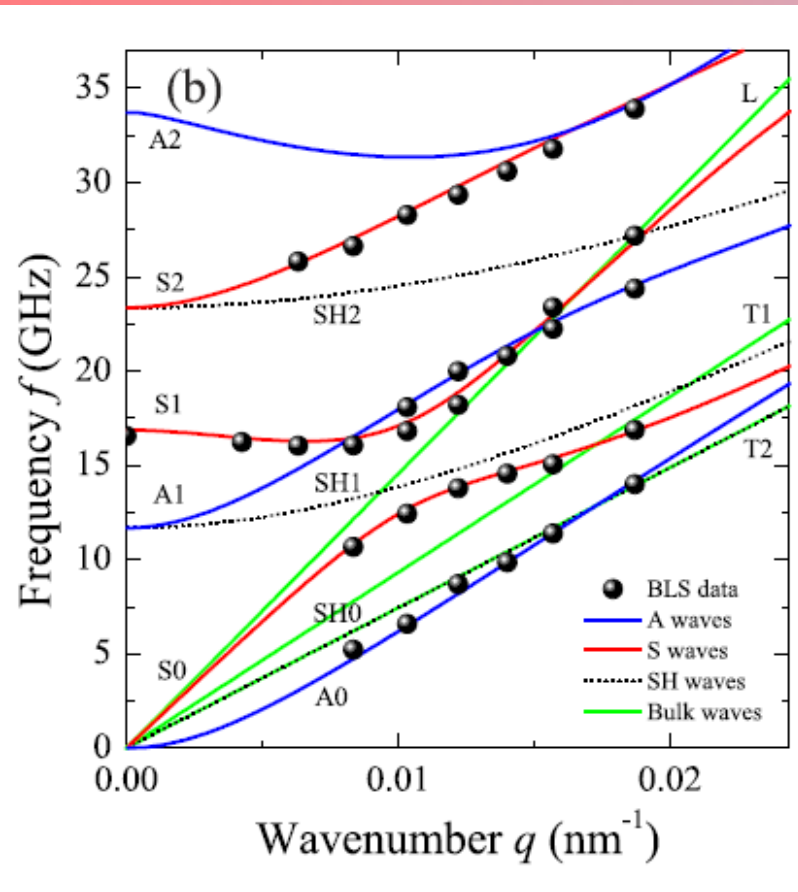 (b)
35
30
25
20
15
10
5
0
0.00
0.01
0.02
Frequency f (GHz)
Wavenumber q (nm⁻¹)
L
A2
S2
SH2
T1
S1
A1
SH1
T2
SH0
S0
A0
BLS data
A waves
S waves
SH waves
Bulk waves